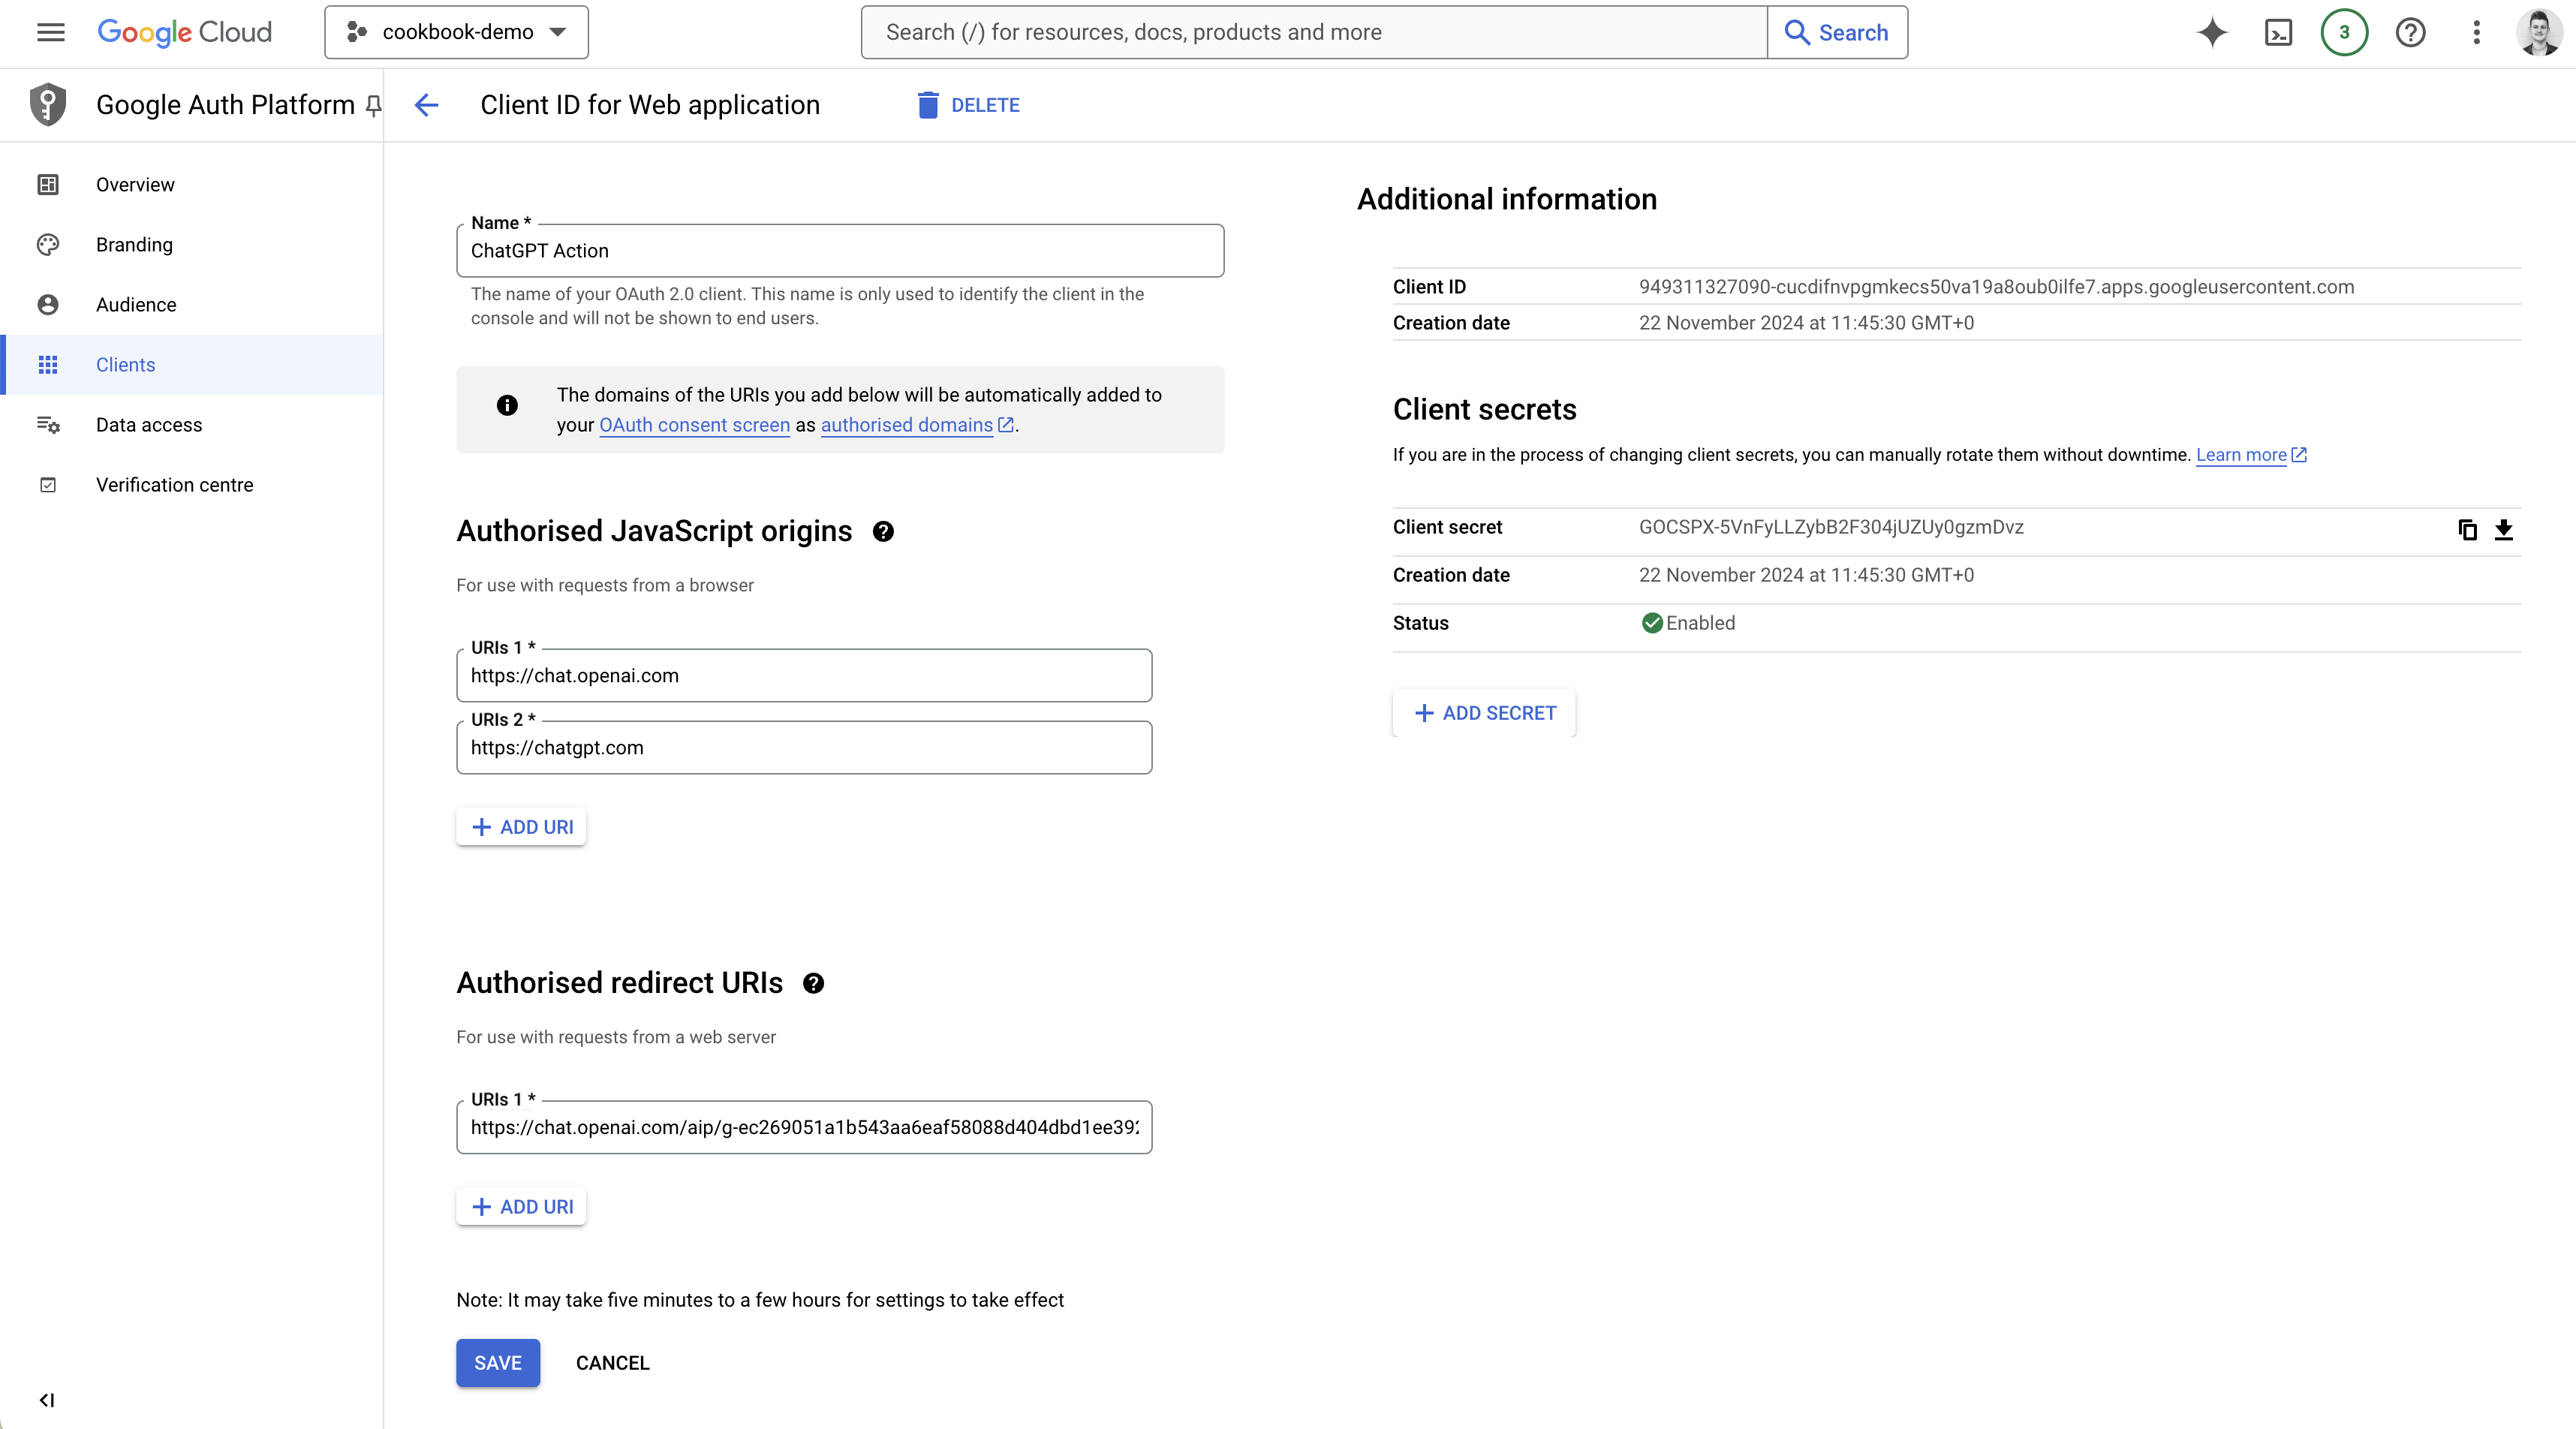 Google Cloud
cookbook-demo
Search (/) for resources, docs, products and more
Search
3
Google Auth Platform
Client ID for Web application
DELETE
Overview
Branding
Audience
Clients
Data access
Verification centre
Name *
ChatGPT Action
The name of your OAuth 2.0 client. This name is only used to identify the client in the
console and will not be shown to end users.
The domains of the URIs you add below will be automatically added to
your OAuth consent screen as authorised domains.
Authorised JavaScript origins
For use with requests from a browser
URIs 1 *
https://chat.openai.com
URIs 2 *
https://chatgpt.com
+ ADD URI
Authorised redirect URIs
For use with requests from a web server
URIs 1 *
https://chat.openai.com/aip/g-ec269051a1b543aa6eaf58088d404dbd1ee392
+ ADD URI
Note: It may take five minutes to a few hours for settings to take effect
SAVE
CANCEL
Additional information
Client ID 949311327090-cucdifnvpgmkecs50va19a8oub0ilfe7.apps.googleusercontent.com
Creation date 22 November 2024 at 11:45:30 GMT+0
Client secrets
If you are in the process of changing client secrets, you can manually rotate them without downtime. Learn more
Client secret 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
Creation date 22 November 2024 at 11:45:30 GMT+0
Status Enabled
+ ADD SECRET